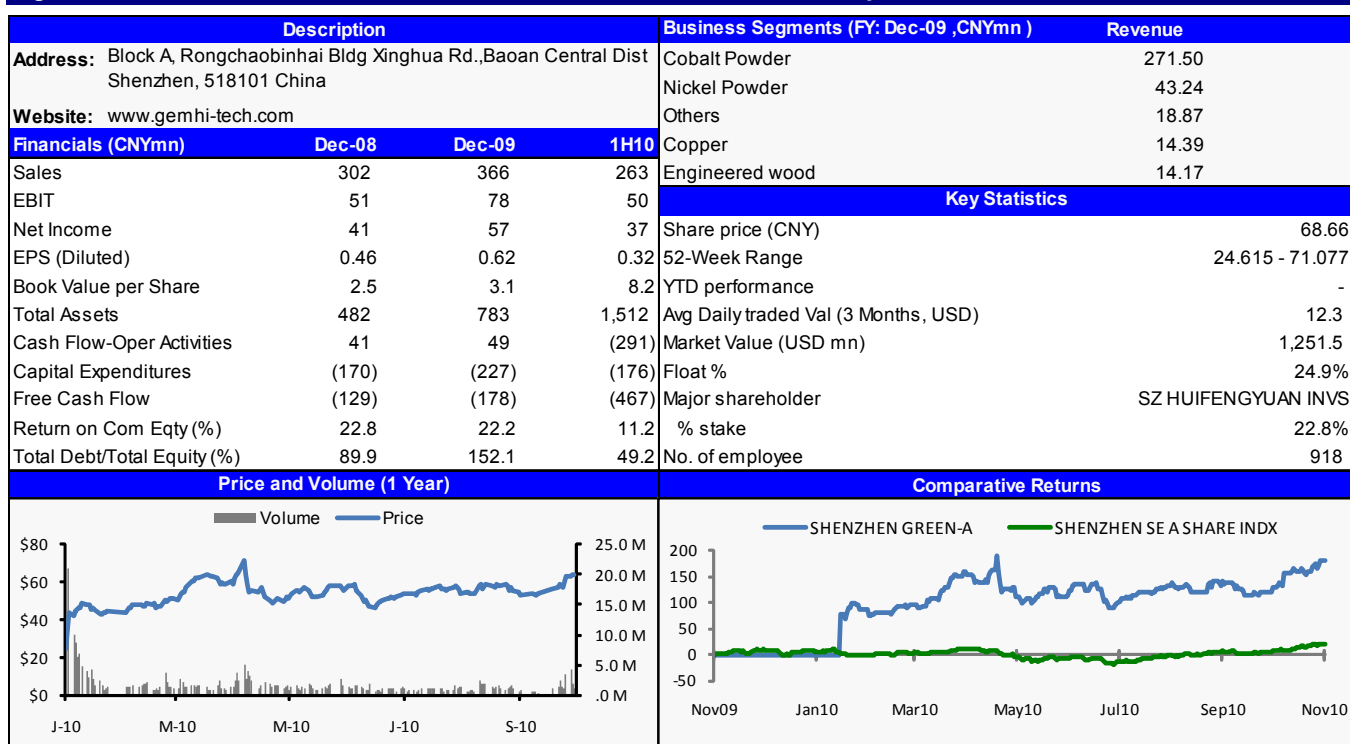 Description
Address: Block A, Rongchaobinhai Bldg Xinghua Rd.,Baoan Central Dist
Shenzhen, 518101 China
Website: www.gemhi-tech.com
Financials (CNYmn) Dec-08 Dec-09 1H10
Sales 302 366 263
EBIT 51 78 50
Net Income 41 57 37
EPS (Diluted) 0.46 0.62 0.32
Book Value per Share 2.5 3.1 8.2
Total Assets 482 783 1,512
Cash Flow-Oper Activities 41 49 (291)
Capital Expenditures (170) (227) (176)
Free Cash Flow (129) (178) (467)
Return on Com Eqty (%) 22.8 22.2 11.2
Total Debt/Total Equity (%) 89.9 152.1 49.2
Business Segments (FY: Dec-09 ,CNYmn ) Revenue
Cobalt Powder 271.50
Nickel Powder 43.24
Others 18.87
Copper 14.39
Engineered wood 14.17
Key Statistics
Share price (CNY) 68.66
52-Week Range 24.615 - 71.077
YTD performance -
Avg Daily traded Val (3 Months, USD) 12.3
Market Value (USD mn) 1,251.5
Float % 24.9%
Major shareholder SZ HUIFENGYUAN INVS
% stake 22.8%
No. of employee 918
Price and Volume (1 Year)
Volume Price
$80 25.0 M
20.0 M
$60
15.0 M
$40
10.0 M
$20
5.0 M
$0 .0 M
J-10 M-10 M-10 J-10 S-10
Comparative Returns
SHENZHEN GREEN-A SHENZHEN SE A SHARE INDX
200
150
100
50
0
-50
Nov09 Jan10 Mar10 May10 Jul10 Sep10 Nov10